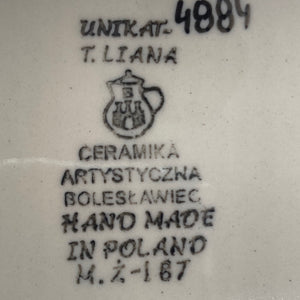 UNIKAT-4884
T. LIANA
CERAMIKA
ARTYSTYCZNA
BOLESŁAWIEC
HAND MADE
IN POLAND
M.Ż-187